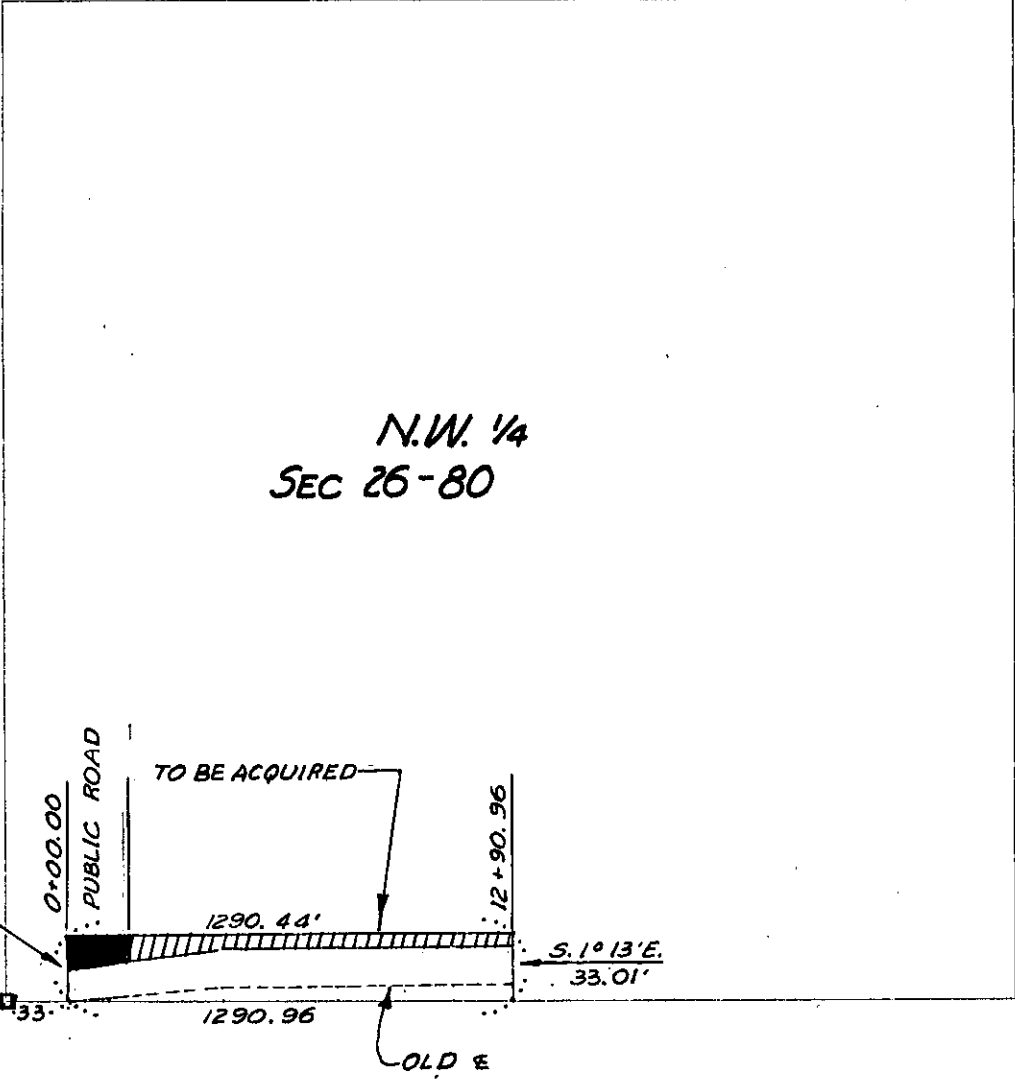 N.W. 1/4
SEC 26-80
0+00.00
PUBLIC ROAD
TO BE ACQUIRED
12+90.96
1290.44'
S. 1° 13' E.
33.01'
33
1290.96
OLD ℄